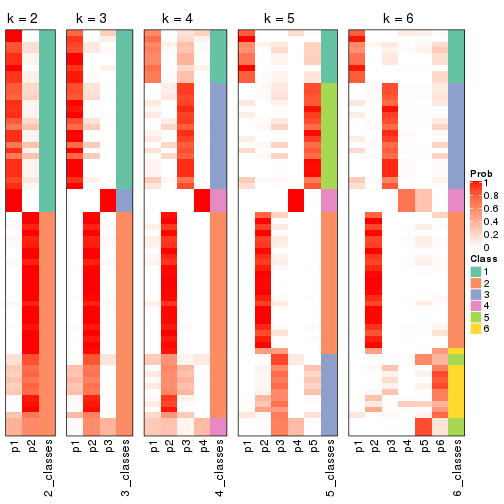 k = 2
k = 3
k = 4
k = 5
k = 6
Prob
1
0.8
0.6
0.4
0.2
0
Class
1
2
3
4
5
6
p1
p2
2_classes
p1
p2
p3
3_classes
p1
p2
p3
p4
4_classes
p1
p2
p3
p4
p5
5_classes
p1
p2
p3
p4
p5
p6
6_classes